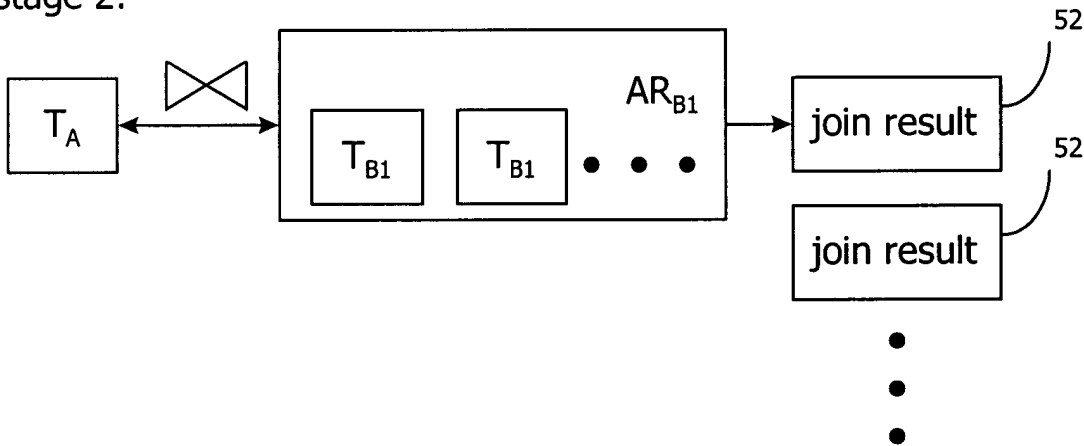 Stage 2:
52
T_A
AR_B1
join result
T_B1 T_B1
52
join result